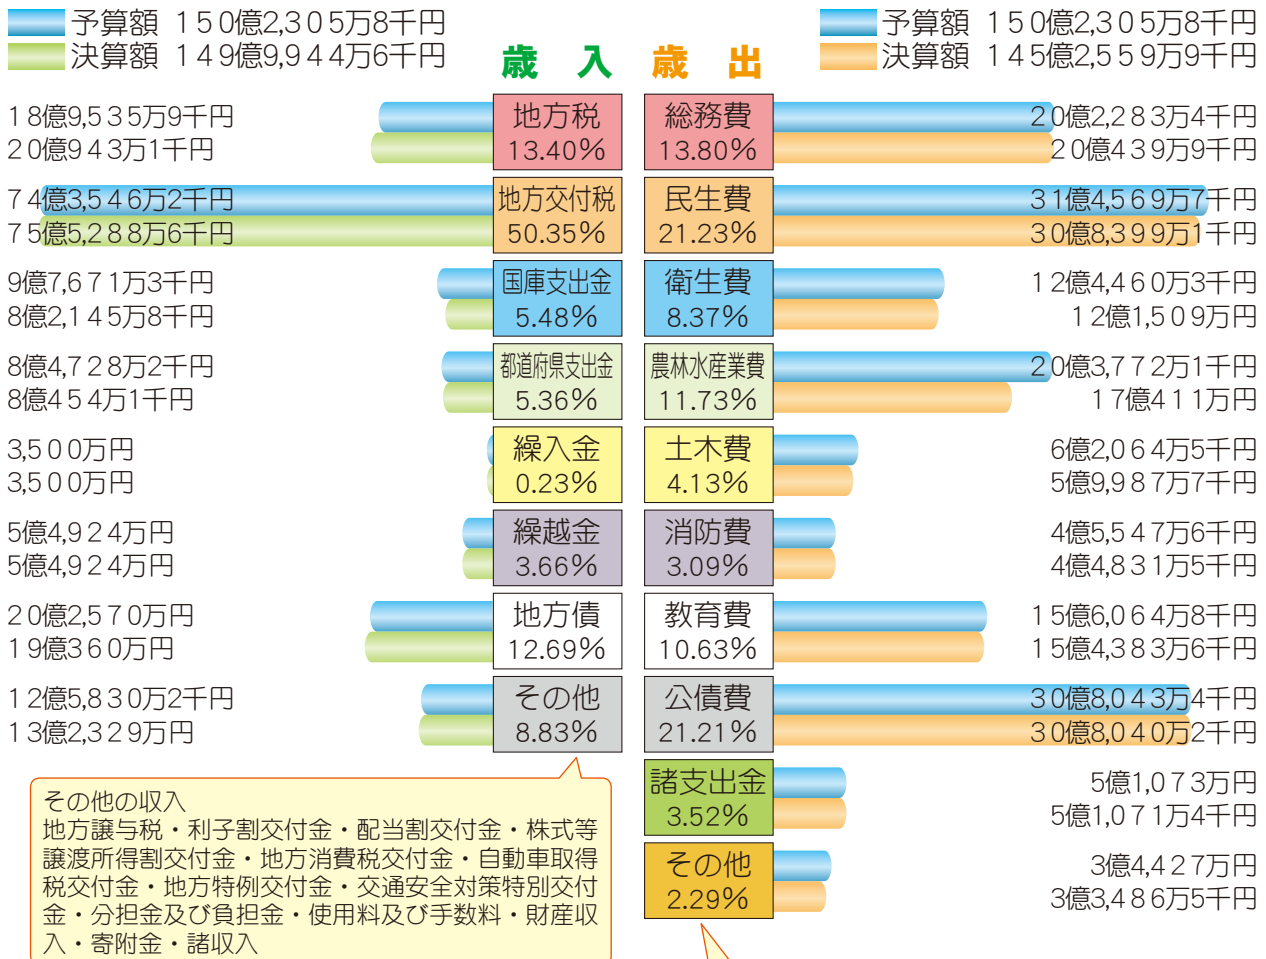 予算額 150億2,305万8千円
決算額 149億9,944万6千円
歳 入
歳 出
予算額 150億2,305万8千円
決算額 145億2,559万9千円
18億9,535万9千円
20億943万1千円
地方税
13.40%
74億3,546万2千円
75億5,288万6千円
地方交付税
50.35%
9億7,671万3千円
8億2,145万8千円
国庫支出金
5.48%
8億4,728万2千円
8億454万1千円
都道府県支出金
5.36%
3,500万円
3,500万円
繰入金
0.23%
5億4,924万円
5億4,924万円
繰越金
3.66%
20億2,570万円
19億360万円
地方債
12.69%
12億5,830万2千円
13億2,329万円
その他
8.83%
その他の収入
地方譲与税・利子割交付金・配当割交付金・株式等
譲渡所得割交付金・地方消費税交付金・自動車取得
税交付金・地方特例交付金・交通安全対策特別交付
金・分担金及び負担金・使用料及び手数料・財産収
入・寄附金・諸収入
総務費
13.80%
20億2,283万4千円
20億439万9千円
民生費
21.23%
31億4,569万7千円
30億8,399万1千円
衛生費
8.37%
12億4,460万3千円
12億1,509万円
農林水産業費
11.73%
20億3,772万1千円
17億411万円
土木費
4.13%
6億2,064万5千円
5億9,987万7千円
消防費
3.09%
4億5,547万6千円
4億4,831万5千円
教育費
10.63%
15億6,064万8千円
15億4,383万6千円
公債費
21.21%
30億8,043万4千円
30億8,040万2千円
諸支出金
3.52%
5億1,073万円
5億1,071万4千円
その他
2.29%
3億4,427万円
3億3,486万5千円